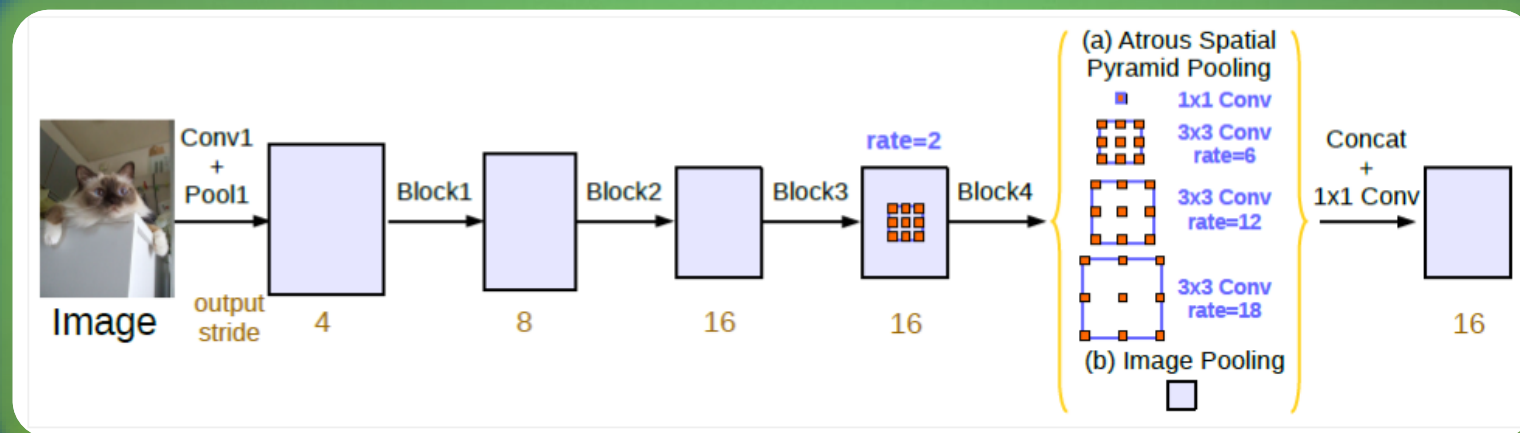 Image
Conv1
+
Pool1
output
stride
4
Block1
8
Block2
16
Block3
rate=2
16
Block4
(a) Atrous Spatial
Pyramid Pooling
1x1 Conv
3x3 Conv
rate=6
3x3 Conv
rate=12
3x3 Conv
rate=18
(b) Image Pooling
Concat
+
1x1 Conv
16